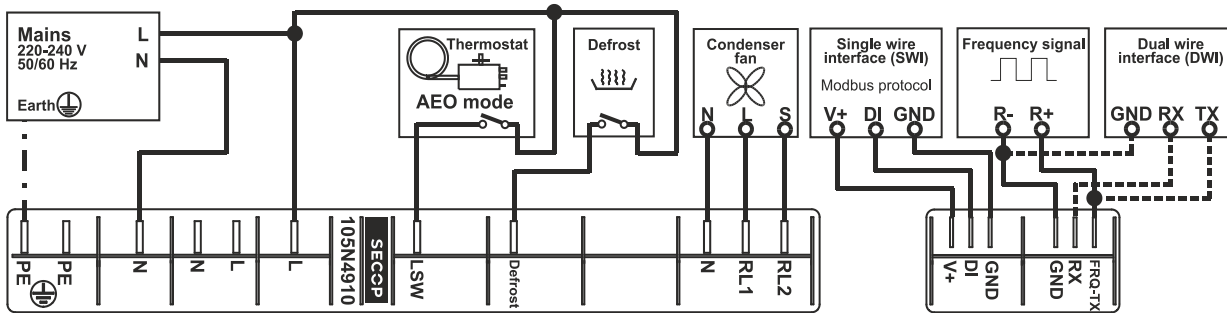 Mains
220-240 V
50/60 Hz
L
N
Earth
Thermostat
AEO mode
Defrost
Condenser
fan
N L S
Single wire
interface (SWI)
Modbus protocol
V+ DI GND
Frequency signal
R- R+
Dual wire
interface (DWI)
GND RX TX
PE
PE
N
N
L
L
105N4910
SECOP
LSW
Defrost
N
RL1
RL2
V+
DI
GND
GND
RX
FRQ-TX